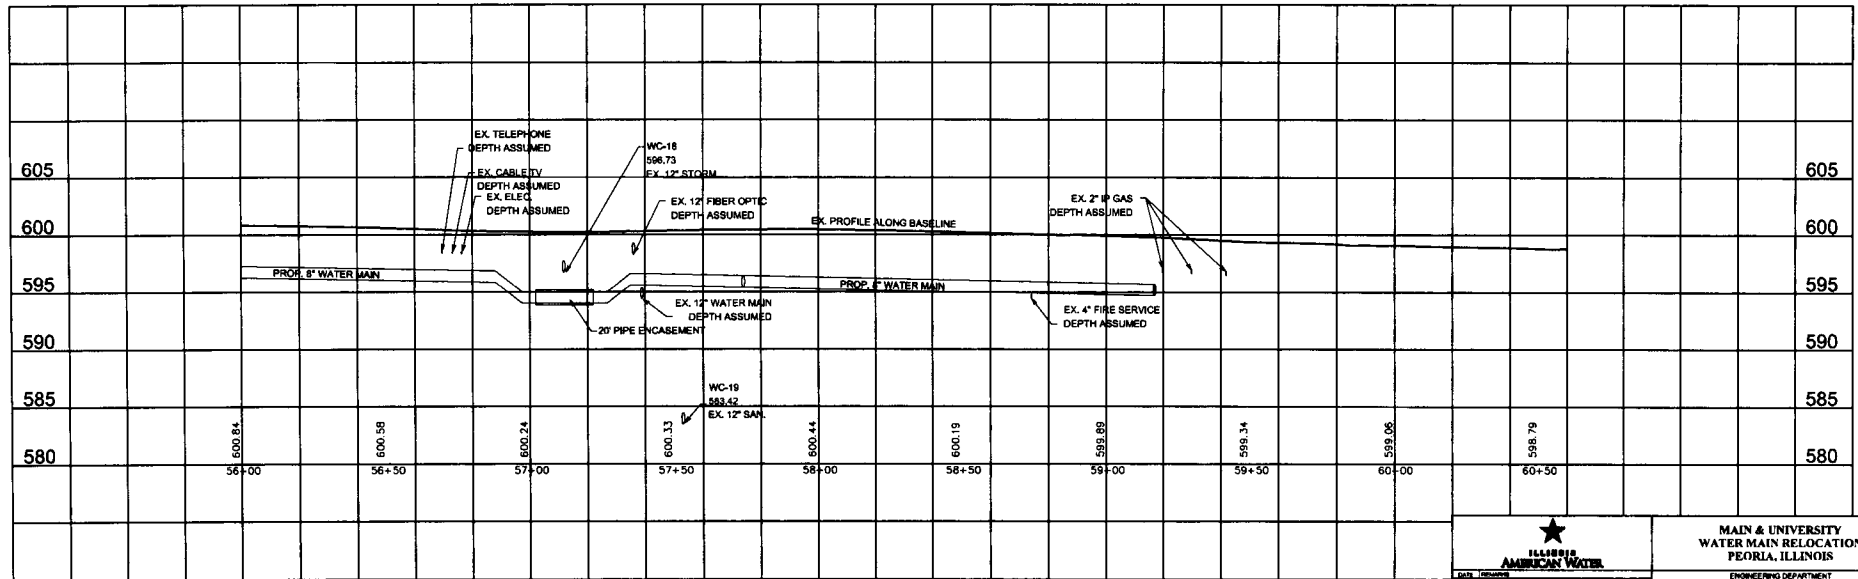 EX. TELEPHONE
DEPTH ASSUMED
EX. CABLE TV
DEPTH ASSUMED
EX. ELEC.
DEPTH ASSUMED
WC-18
596.73
EX. 12" STORM
EX. 12" FIBER OPTIC
DEPTH ASSUMED
EX. PROFILE ALONG BASELINE
EX. 2" IP GAS
DEPTH ASSUMED
605
600
595
590
585
580
605
600
595
590
585
580
PROP. 8" WATER MAIN
PROP. 8" WATER MAIN
EX. 12" WATER MAIN
DEPTH ASSUMED
20' PIPE ENCASEMENT
EX. 4" FIRE SERVICE
DEPTH ASSUMED
WC-19
583.42
EX. 12" SAN.
600.84
600.58
600.24
600.33
600.44
600.19
599.89
599.34
599.06
598.79
56+00
56+50
57+00
57+50
58+00
58+50
59+00
59+50
60+00
60+50
ILLINOIS
AMERICAN WATER
DATE REMARKS
MAIN & UNIVERSITY
WATER MAIN RELOCATION
PEORIA, ILLINOIS
ENGINEERING DEPARTMENT